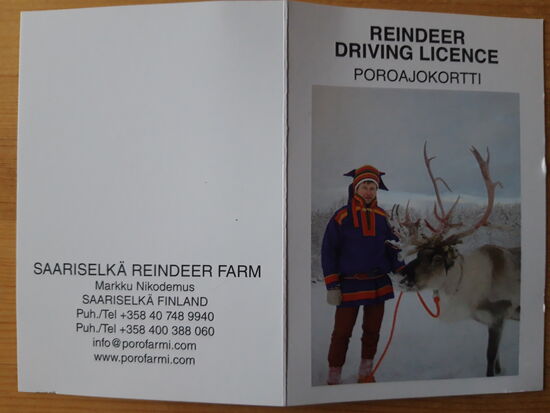 SAARISELKÄ REINDEER FARM
Markku Nikodemus
SAARISELKÄ FINLAND
Puh./Tel +358 40 748 9940
Puh./Tel +358 400 388 060
info@porofarmi.com
www.porofarmi.com
REINDEER
DRIVING LICENCE
POROAJOKORTTI